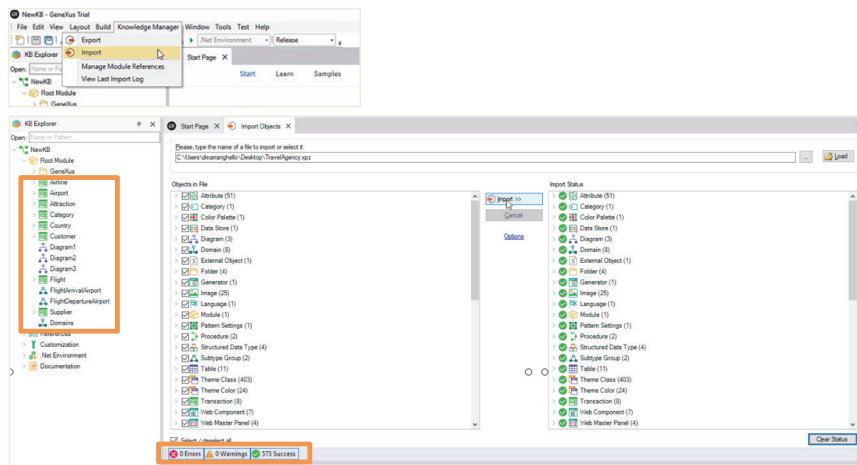 NewKB - GeneXus Trial
File Edit View Layout Build Knowledge Manager Window Tools Test Help
Export
.Net Environment
Release
Import
KB Explorer
Start Page X
Open:
Manage Module References
NewKB
View Last Import Log
Start Learn Samples
Root Module
GeneXus
KB Explorer
Start Page X
Import Objects X
Open: Name or Pattern...
NewKB
Root Module
GeneXus
Airline
Airport
Attraction
Category
Country
Customer
Diagram1
Diagram2
Diagram3
Flight
FlightArrivalAirport
FlightDepartureAirport
Supplier
Domains
References
Customization
.Net Environment
Documentation
Please, type the name of a file to import or select it:
C:\Users\dmarranghello\Desktop\TravelAgency.xpz
...
Load
Objects in File
Attribute (51)
Category (1)
Color Palette (1)
Data Store (1)
Diagram (3)
Domain (8)
External Object (1)
Folder (4)
Generator (1)
Image (25)
Language (1)
Module (1)
Pattern Settings (1)
Procedure (2)
Structured Data Type (4)
Subtype Group (2)
Table (11)
Theme Class (403)
Theme Color (24)
Transaction (8)
Web Component (7)
Web Master Panel (4)
Select / deselect all
Import >>
Cancel
Options
Import Status
Attribute (51)
Category (1)
Color Palette (1)
Data Store (1)
Diagram (3)
Domain (8)
External Object (1)
Folder (4)
Generator (1)
Image (25)
Language (1)
Module (1)
Pattern Settings (1)
Procedure (2)
Structured Data Type (4)
Subtype Group (2)
Table (11)
Theme Class (403)
Theme Color (24)
Transaction (8)
Web Component (7)
Web Master Panel (4)
Clear Status
0 Errors
0 Warnings
573 Success